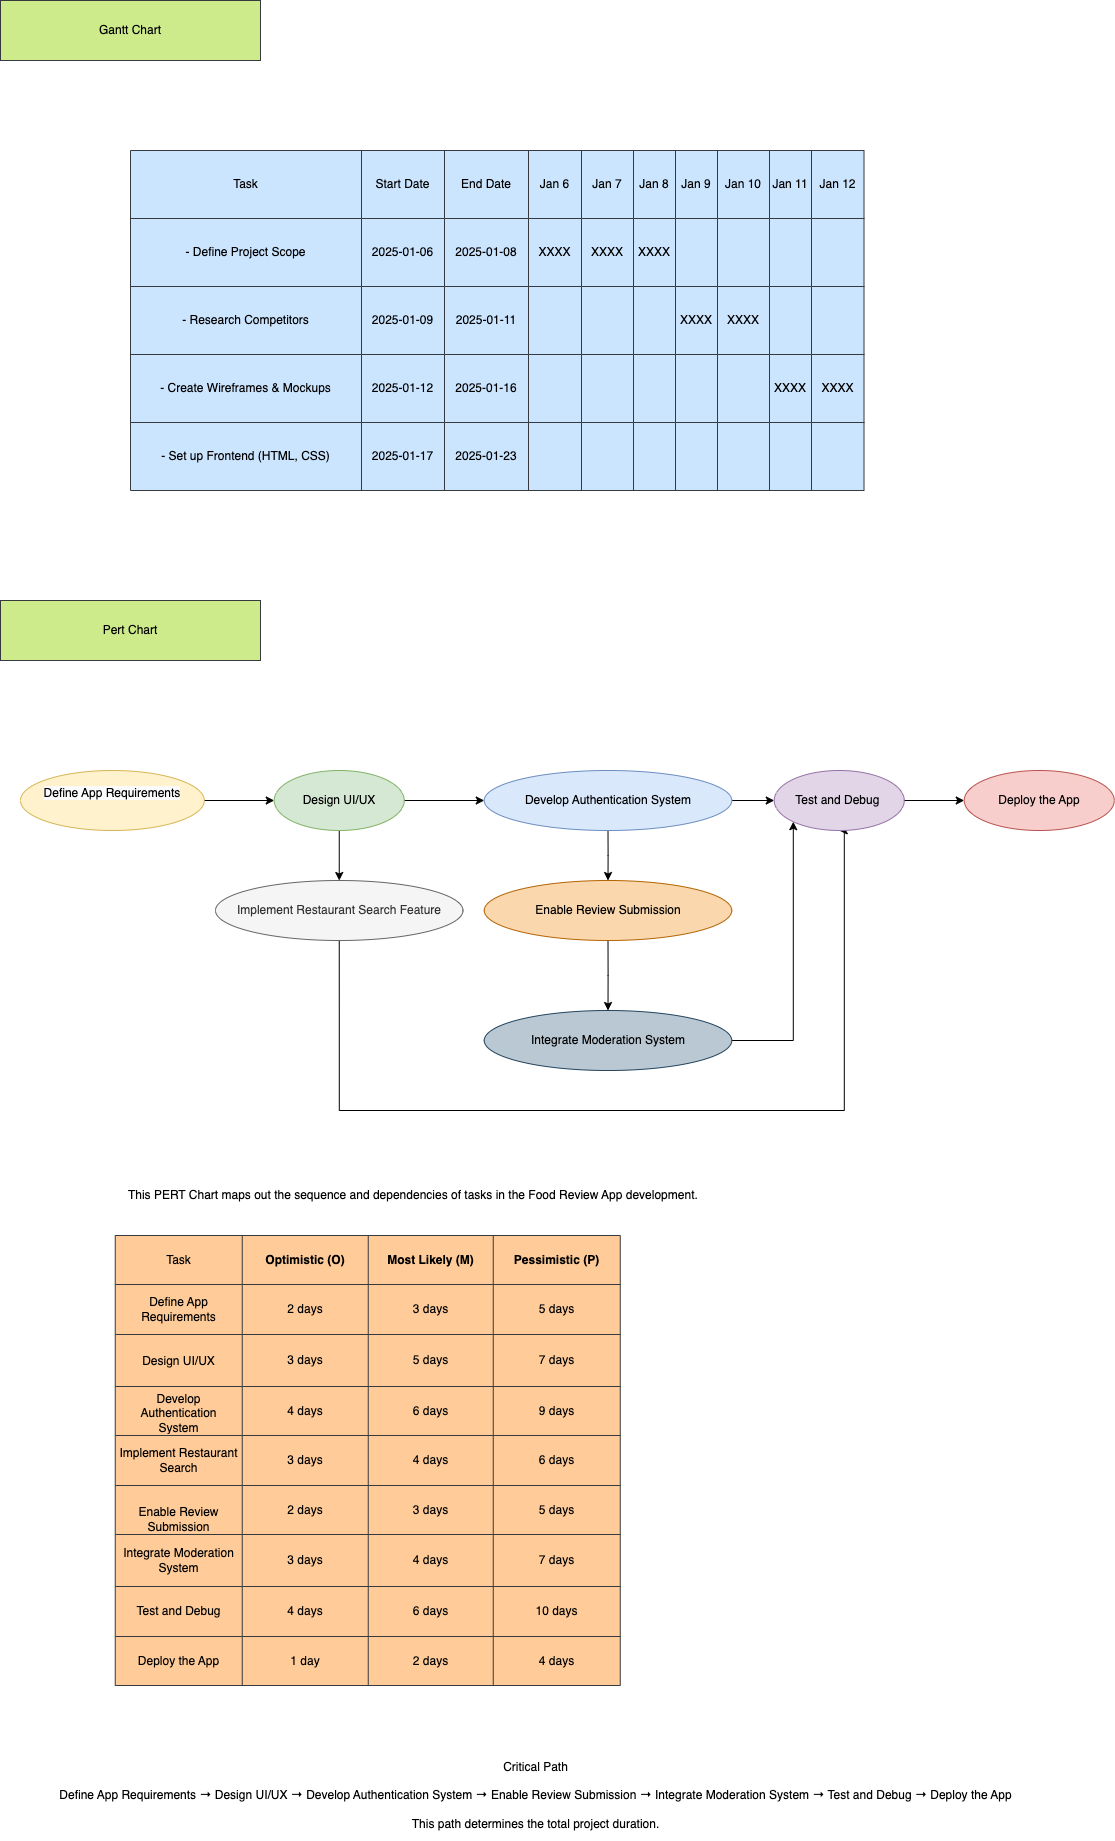 Gantt Chart
Task Start Date End Date Jan 6 Jan 7 Jan 8 Jan 9 Jan 10 Jan 11 Jan 12
- Define Project Scope 2025-01-06 2025-01-08 XXXX XXXX XXXX
- Research Competitors 2025-01-09 2025-01-11 XXXX XXXX
- Create Wireframes & Mockups 2025-01-12 2025-01-16 XXXX XXXX
- Set up Frontend (HTML, CSS) 2025-01-17 2025-01-23
Pert Chart
Define App Requirements
Design UI/UX
Develop Authentication System
Test and Debug
Deploy the App
Implement Restaurant Search Feature
Enable Review Submission
Integrate Moderation System
This PERT Chart maps out the sequence and dependencies of tasks in the Food Review App development.
Task Optimistic (O) Most Likely (M) Pessimistic (P)
Define App
Requirements
2 days 3 days 5 days
Design UI/UX 3 days 5 days 7 days
Develop
Authentication
System
4 days 6 days 9 days
Implement Restaurant
Search
3 days 4 days 6 days
Enable Review
Submission
2 days 3 days 5 days
Integrate Moderation
System
3 days 4 days 7 days
Test and Debug 4 days 6 days 10 days
Deploy the App 1 day 2 days 4 days
Critical Path
Define App Requirements → Design UI/UX → Develop Authentication System → Enable Review Submission → Integrate Moderation System → Test and Debug → Deploy the App
This path determines the total project duration.